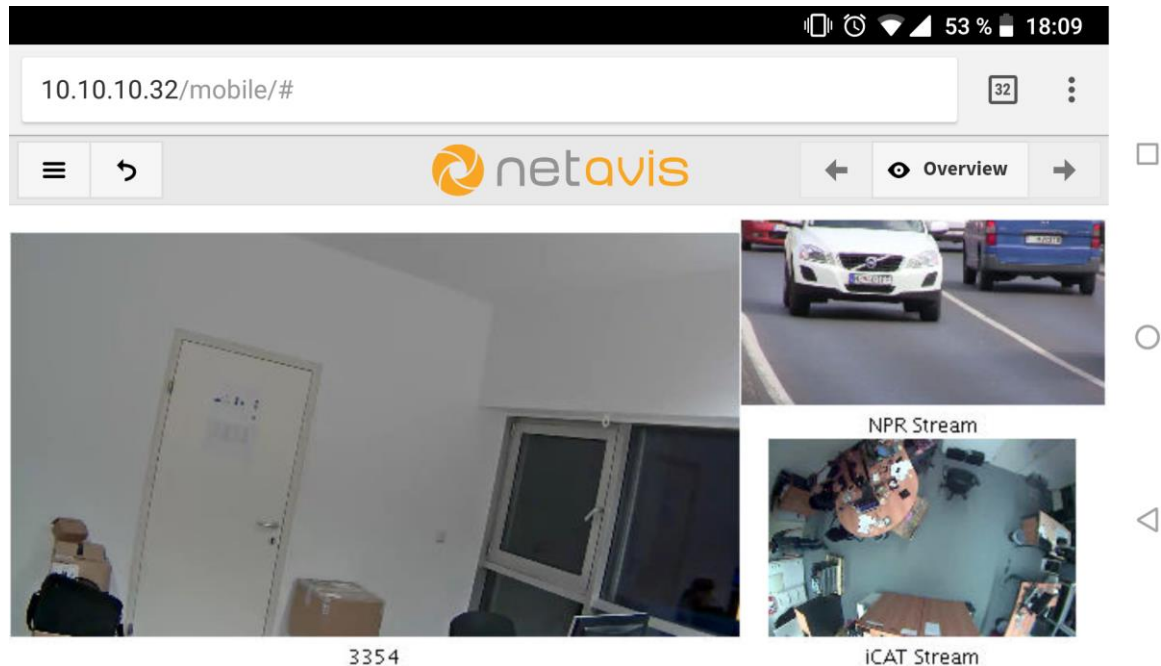 53 % 18:09
10.10.10.32/mobile/#
32
netavis
Overview
NPR Stream
3354
iCAT Stream